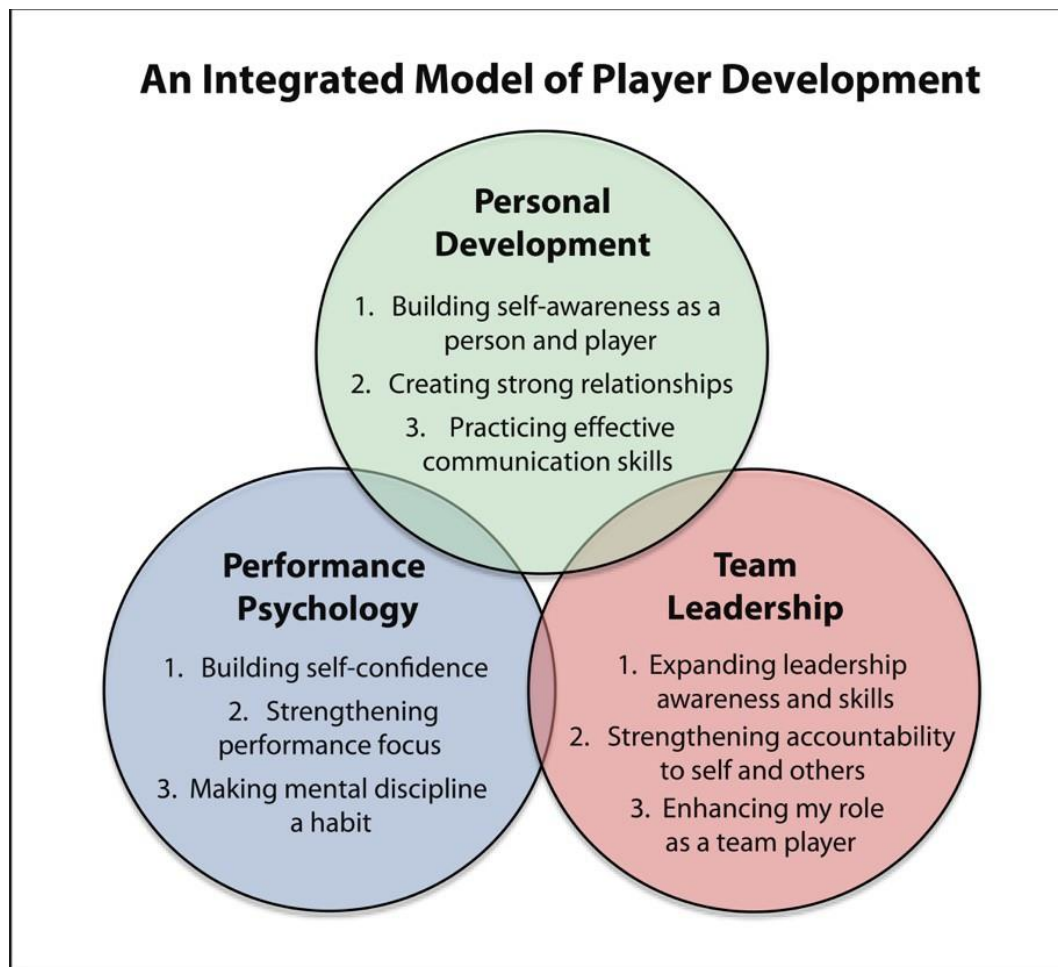 An Integrated Model of Player Development
Personal
Development
1. Building self-awareness as a
person and player
2. Creating strong relationships
3. Practicing effective
communication skills
Performance
Psychology
1. Building self-confidence
2. Strengthening
performance focus
3. Making mental discipline
a habit
Team
Leadership
1. Expanding leadership
awareness and skills
2. Strengthening accountability
to self and others
3. Enhancing my role
as a team player